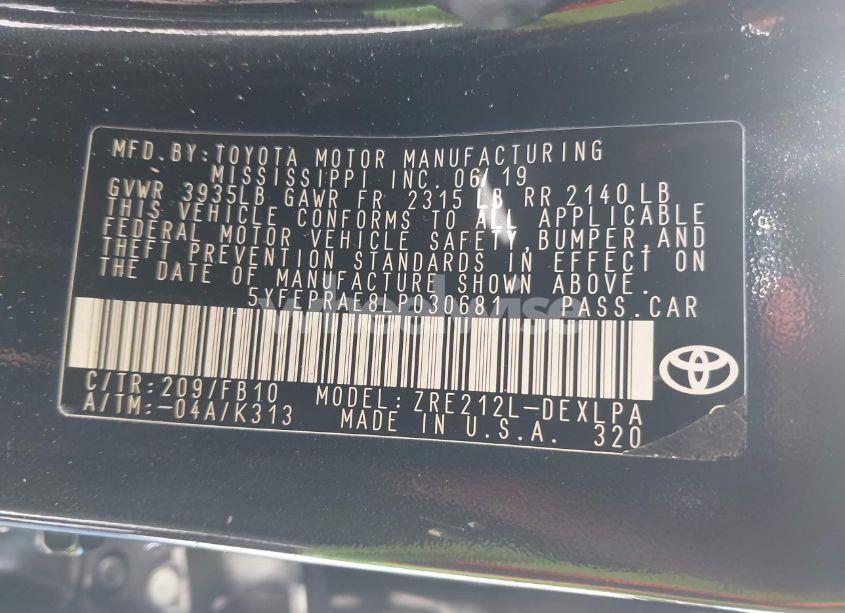 MFD.BY:TOYOTA MOTOR MANUFACTURING
MISSISSIPPI INC. 06/19
GVWR 3935LB GAWR FR 2315 LB RR 2140LB
THIS VEHICLE CONFORMS TO ALL APPLICABLE
FEDERAL MOTOR VEHICLE SAFETY,BUMPER,AND
THEFT PREVENTION STANDARDS IN EFFECT ON
THE DATE OF MANUFACTURE SHOWN ABOVE.
5YFEPRAE8LP030681 PASS.CAR
C/TR:209/FB10 MODEL:ZRE212L-DEXLPA
A/TM:-04A/K313 MADE IN U.S.A. 320